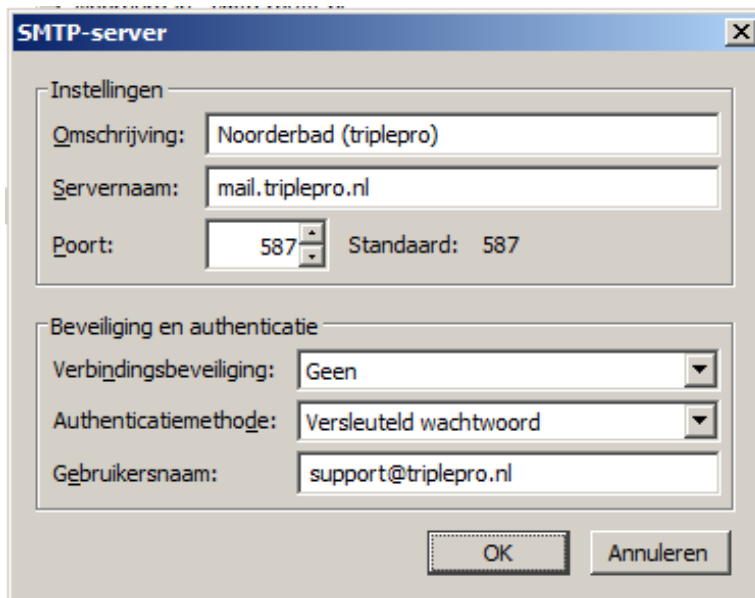 SMTP-server
Instellingen
Omschrijving: Noorderbad (triplepro)
Servernaam: mail.triplepro.nl
Poort: 587 Standaard: 587
Beveiliging en authenticatie
Verbindingsbeveiliging: Geen
Authenticatiemethode: Versleuteld wachtwoord
Gebruikersnaam: support@triplepro.nl
OK Annuleren